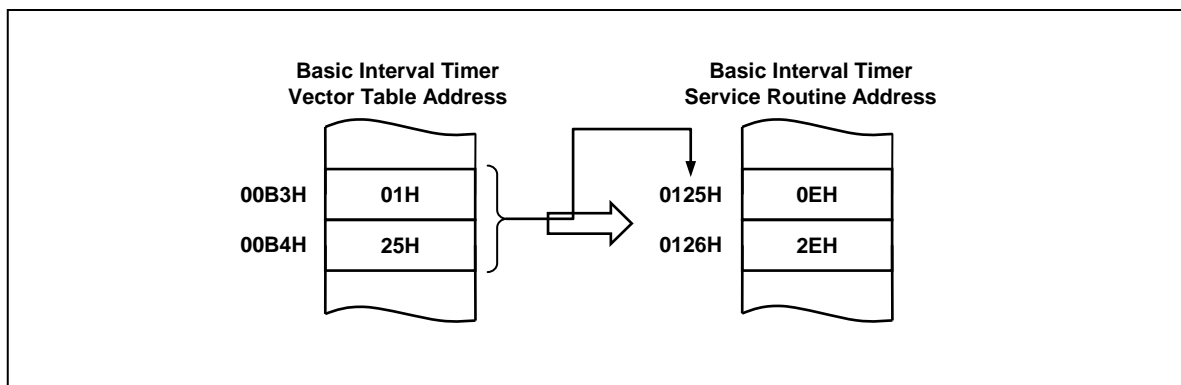 Basic Interval Timer
Vector Table Address
00B3H 01H
00B4H 25H
Basic Interval Timer
Service Routine Address
0125H 0EH
0126H 2EH